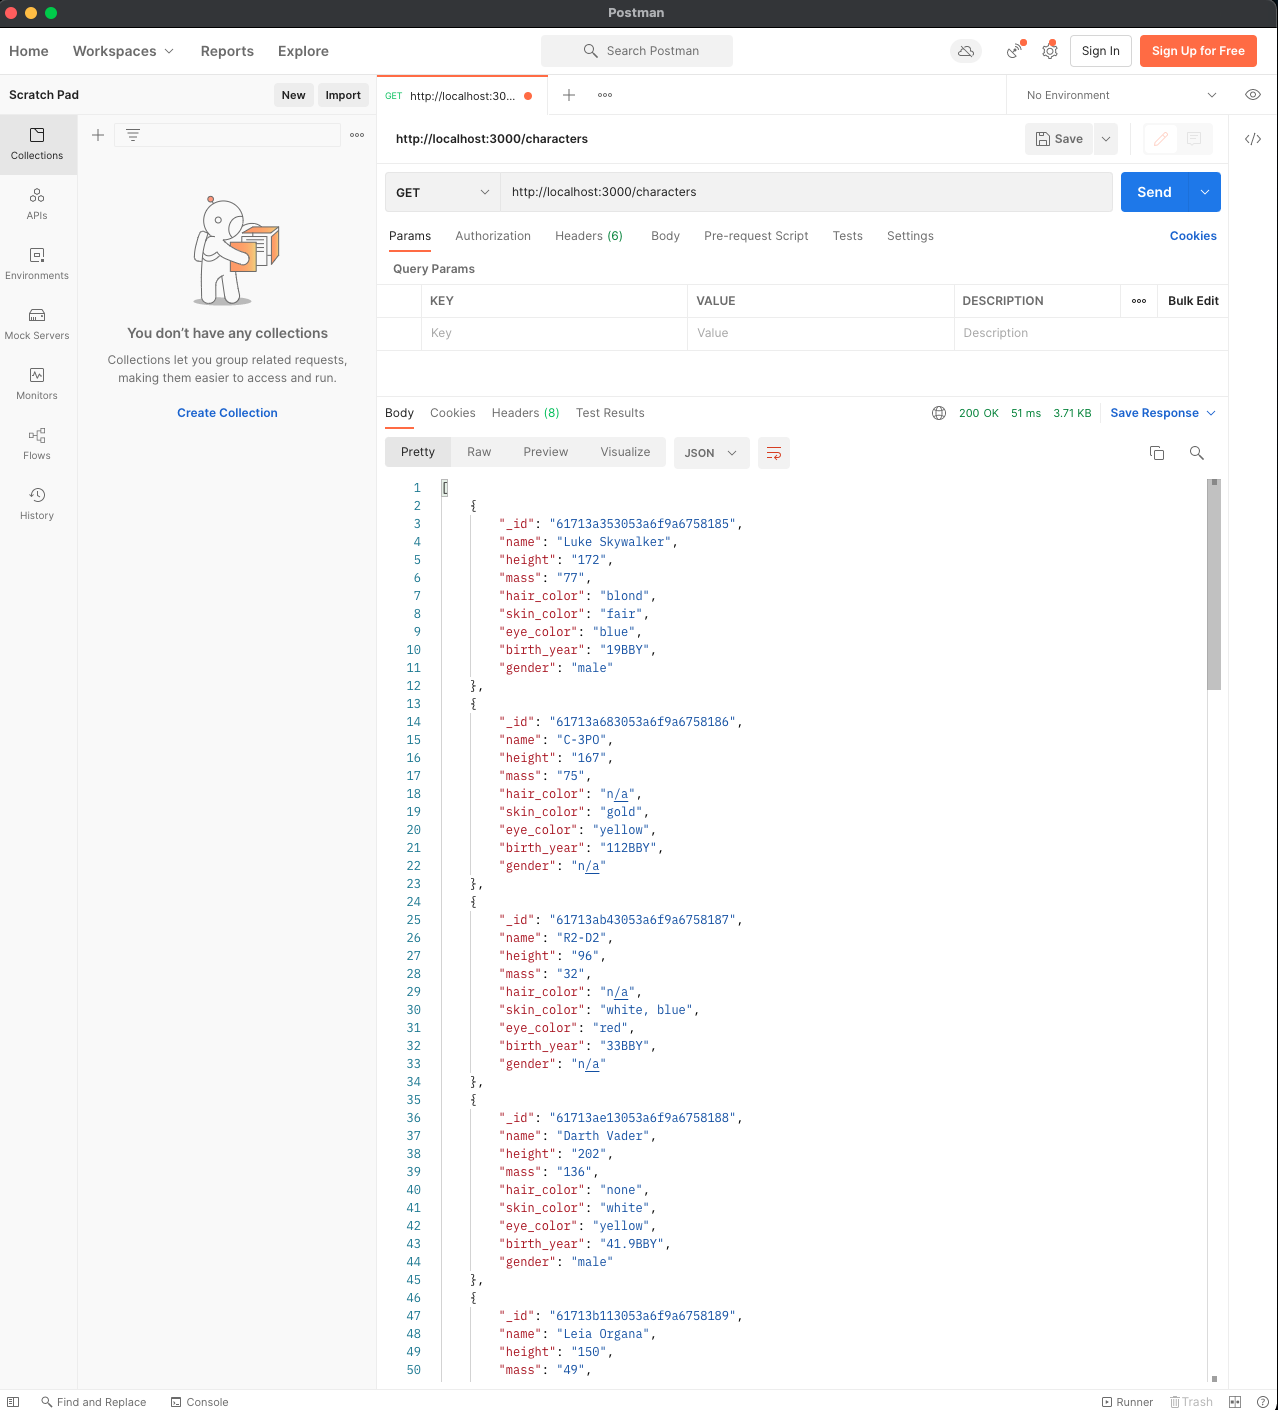 Postman
Home Workspaces Reports Explore Search Postman Sign In Sign Up for Free
Scratch Pad New Import GET http://localhost:30... No Environment
Collections
APIs
Environments
Mock Servers
Monitors
Flows
History
You don't have any collections
Collections let you group related requests,
making them easier to access and run.
Create Collection
http://localhost:3000/characters Save
GET http://localhost:3000/characters Send
Params Authorization Headers (6) Body Pre-request Script Tests Settings Cookies
Query Params
KEY VALUE DESCRIPTION Bulk Edit
Key Value Description
Body Cookies Headers (8) Test Results 200 OK 51 ms 3.71 KB Save Response
Pretty Raw Preview Visualize JSON
1 [
2 {
3 "_id": "61713a353053a6f9a6758185",
4 "name": "Luke Skywalker",
5 "height": "172",
6 "mass": "77",
7 "hair_color": "blond",
8 "skin_color": "fair",
9 "eye_color": "blue",
10 "birth_year": "19BBY",
11 "gender": "male"
12 },
13 {
14 "_id": "61713a683053a6f9a6758186",
15 "name": "C-3PO",
16 "height": "167",
17 "mass": "75",
18 "hair_color": "n/a",
19 "skin_color": "gold",
20 "eye_color": "yellow",
21 "birth_year": "112BBY",
22 "gender": "n/a"
23 },
24 {
25 "_id": "61713ab43053a6f9a6758187",
26 "name": "R2-D2",
27 "height": "96",
28 "mass": "32",
29 "hair_color": "n/a",
30 "skin_color": "white, blue",
31 "eye_color": "red",
32 "birth_year": "33BBY",
33 "gender": "n/a"
34 },
35 {
36 "_id": "61713ae13053a6f9a6758188",
37 "name": "Darth Vader",
38 "height": "202",
39 "mass": "136",
40 "hair_color": "none",
41 "skin_color": "white",
42 "eye_color": "yellow",
43 "birth_year": "41.9BBY",
44 "gender": "male"
45 },
46 {
47 "_id": "61713b113053a6f9a6758189",
48 "name": "Leia Organa",
49 "height": "150",
50 "mass": "49",
Find and Replace Console Runner Trash